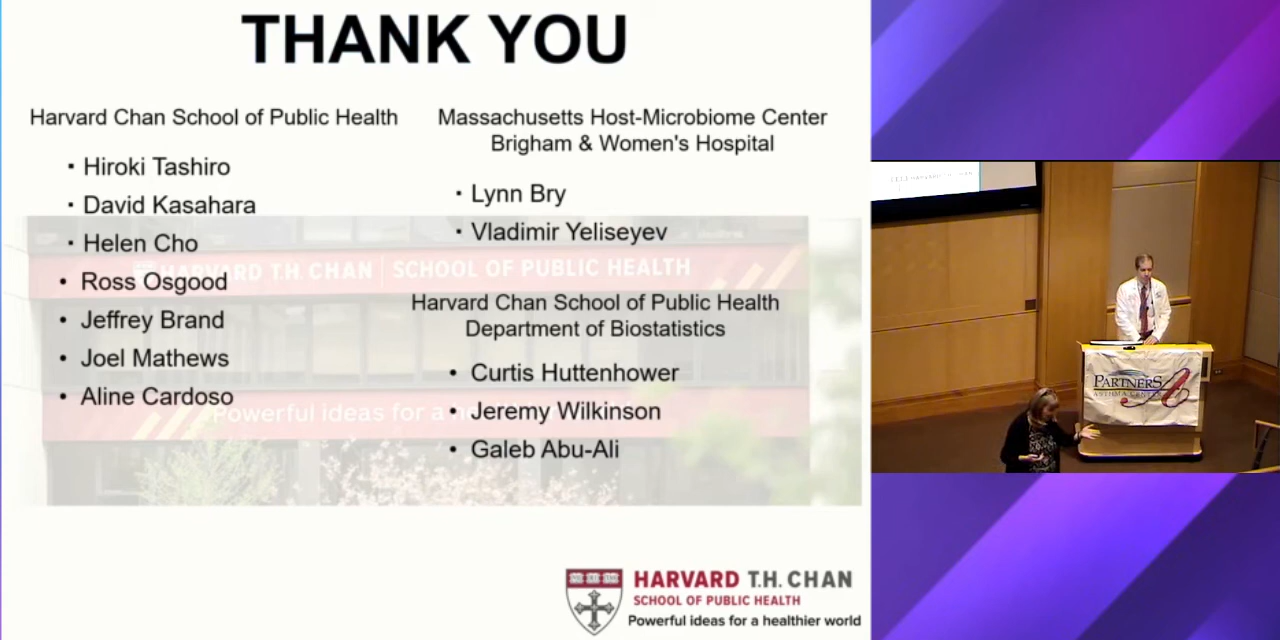 THANK YOU
Harvard Chan School of Public Health
▪ Hiroki Tashiro
▪ David Kasahara
▪ Helen Cho
• Ross Osgood
• Jeffrey Brand
• Joel Mathews
• Aline Cardoso
Massachusetts Host-Microbiome Center
Brigham & Women's Hospital
▪ Lynn Bry
▪ Vladimir Yeliseyev
Harvard Chan School of Public Health
Department of Biostatistics
• Curtis Huttenhower
• Jeremy Wilkinson
• Galeb Abu-Ali
HARVARD T.H. CHAN SCHOOL OF PUBLIC HEALTH
Powerful ideas for a
HARVARD T.H. CHAN
SCHOOL OF PUBLIC HEALTH
Powerful ideas for a healthier world
PARTNERS
ASTHMA CENTER